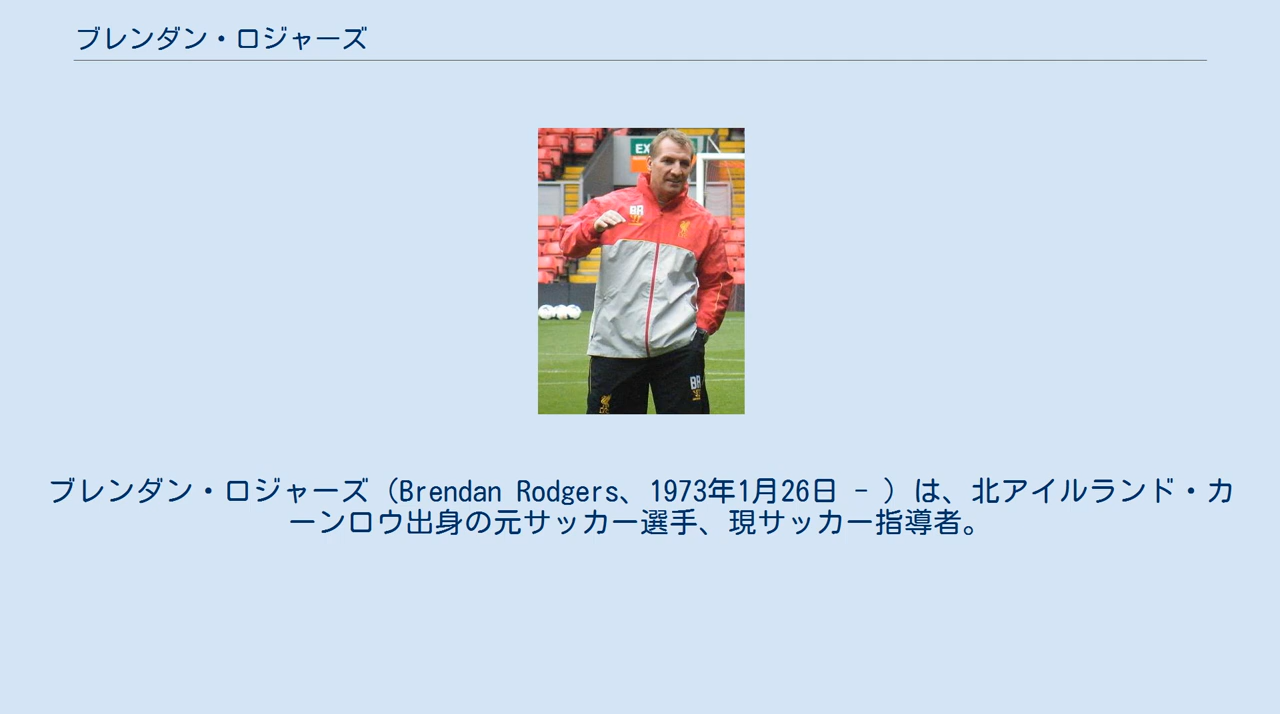 ブレンダン・ロジャーズ
EX
BR
BR
ブレンダン・ロジャーズ（Brendan Rodgers、1973年1月26日 - ）は、北アイルランド・カ
ーンロウ出身の元サッカー選手、現サッカー指導者。